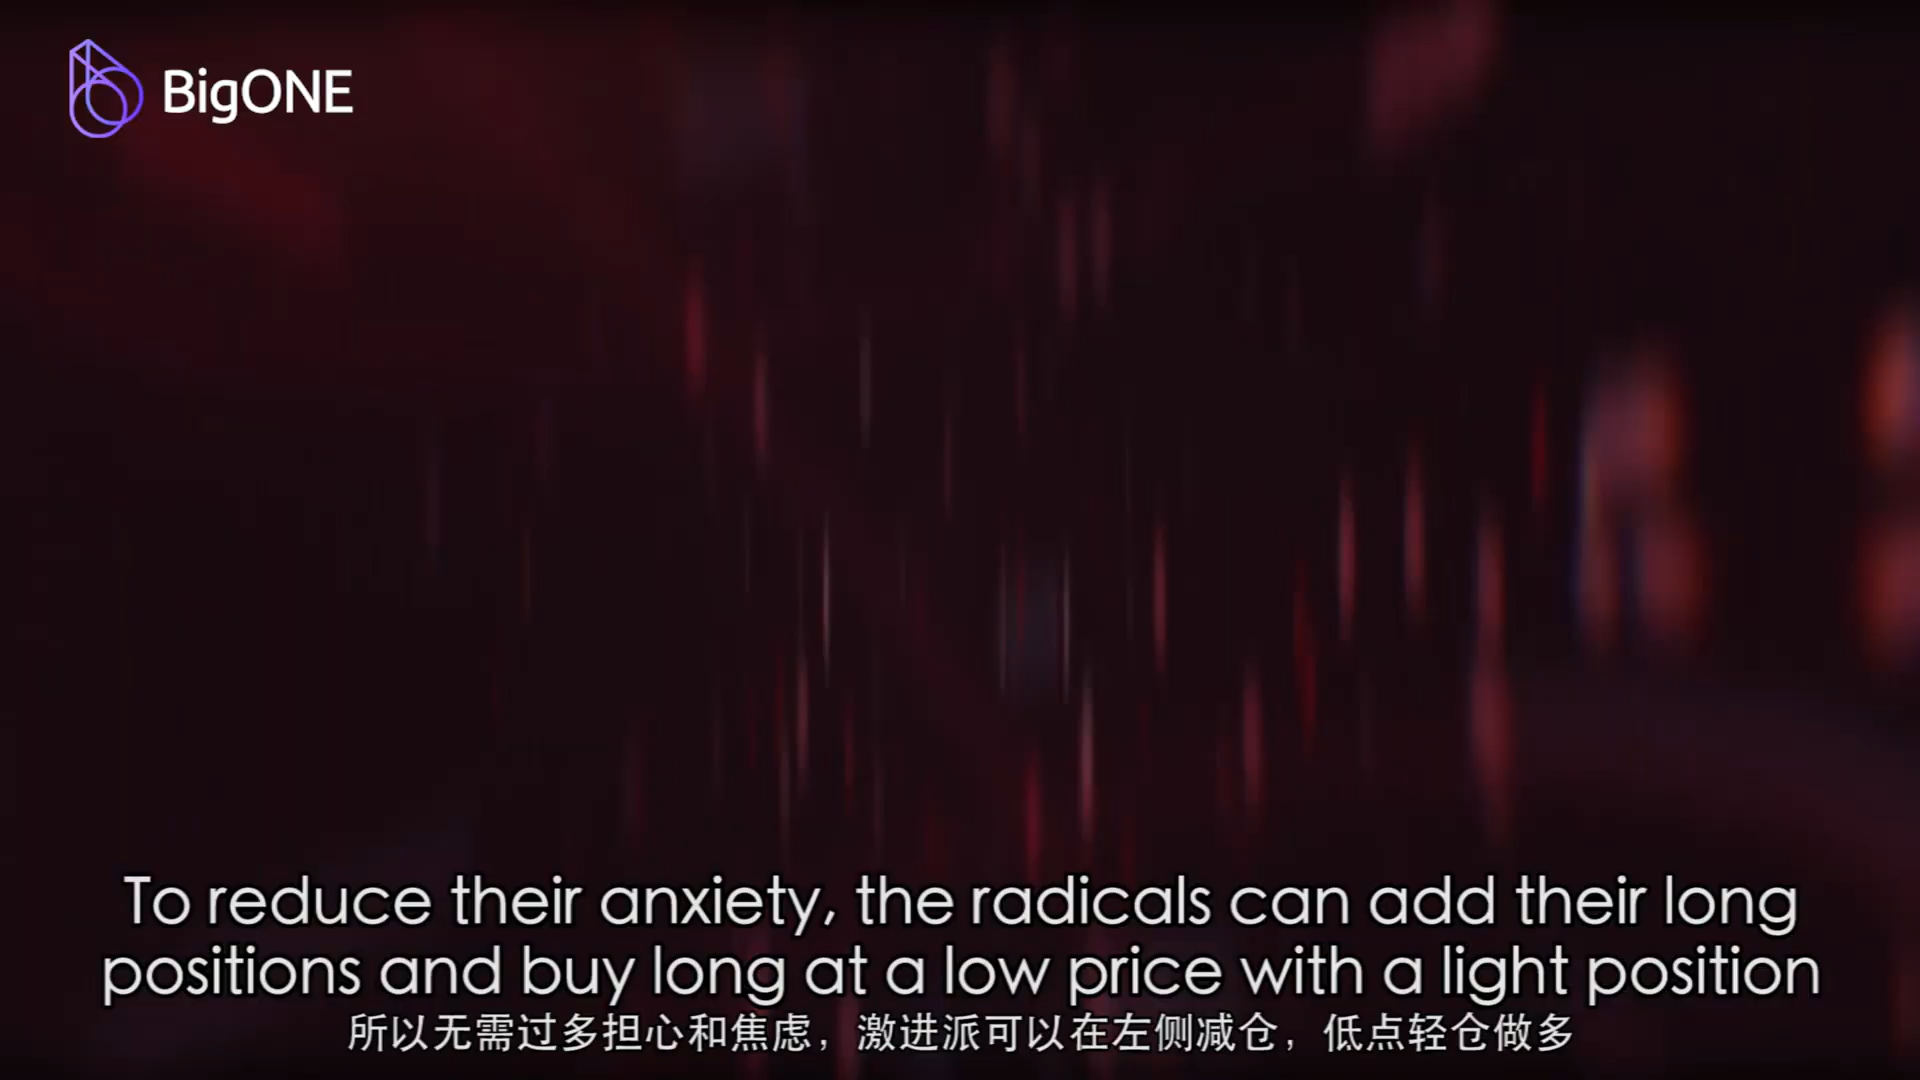 BigONE
To reduce their anxiety, the radicals can add their long
positions and buy long at a low price with a light position
所以无需过多担心和焦虑，激进派可以在左侧减仓，低点轻仓做多